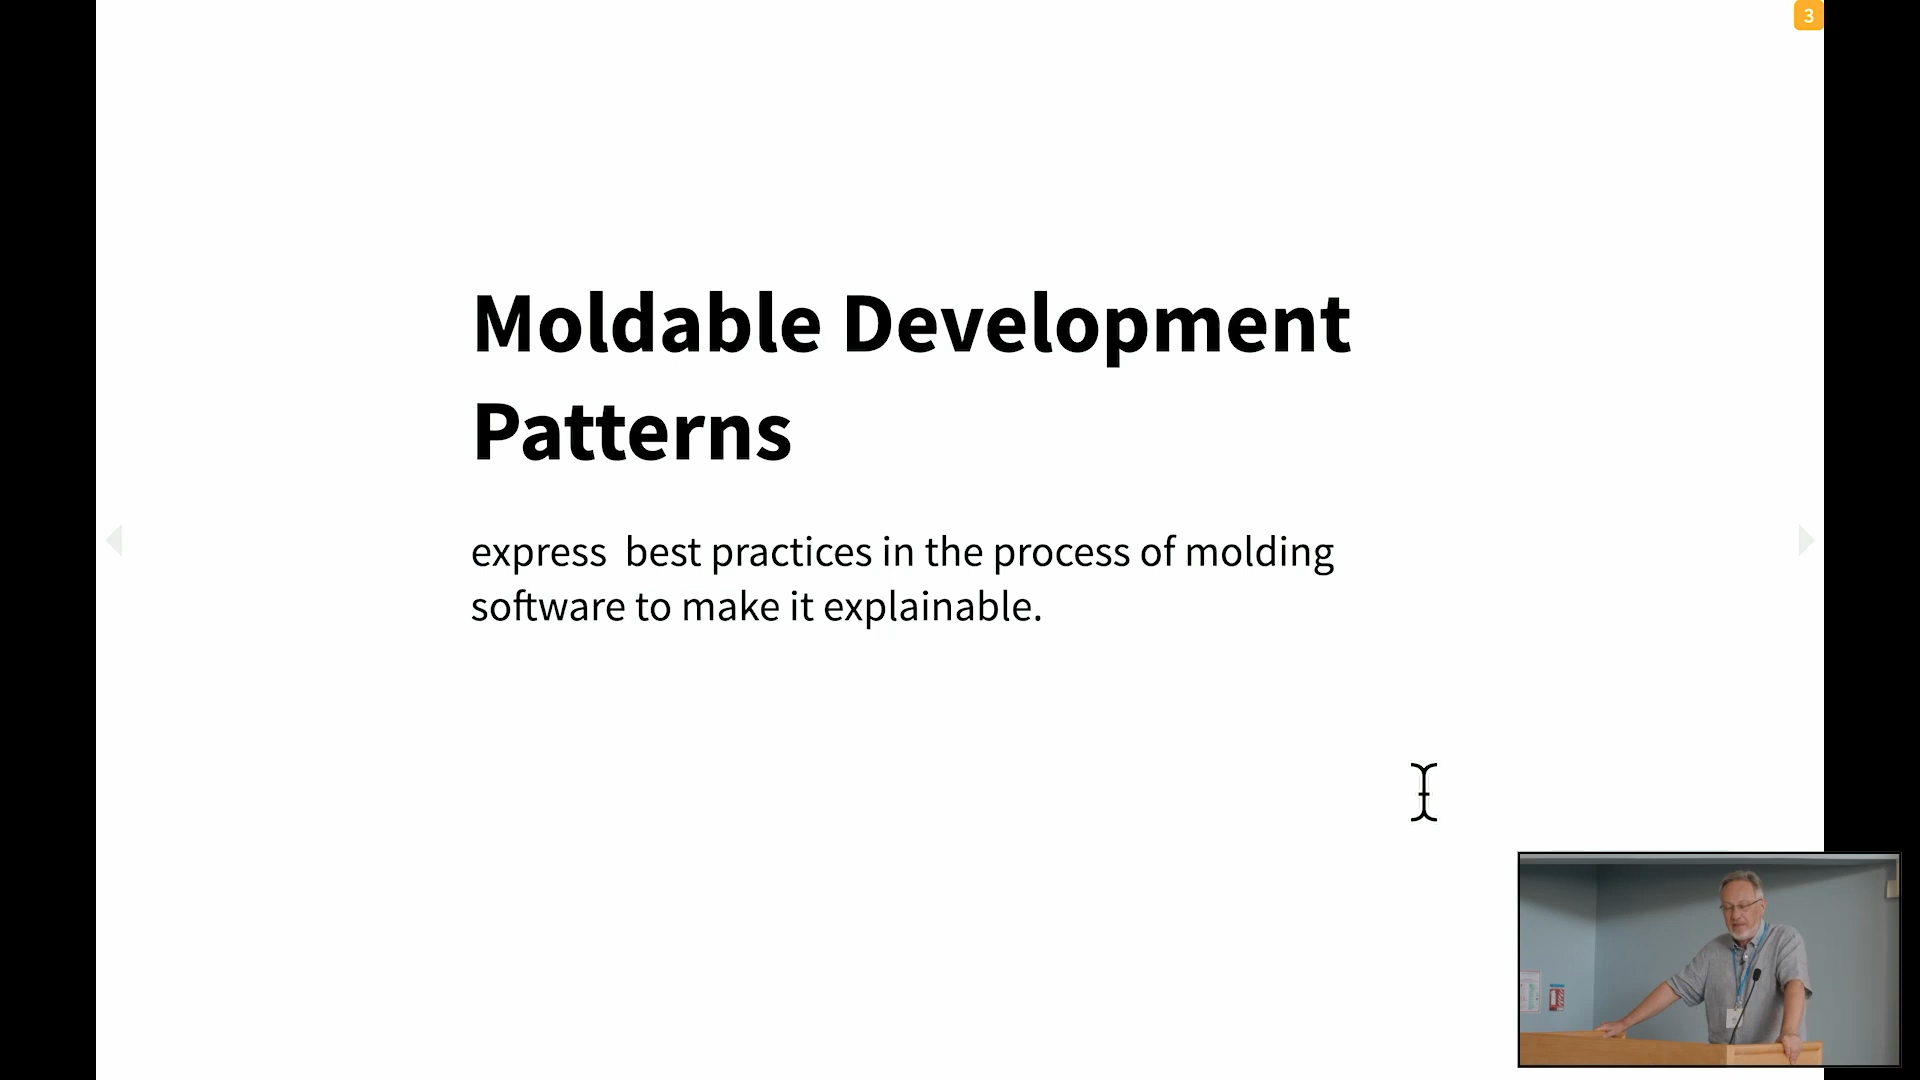 3
Moldable Development
Patterns
express  best practices in the process of molding
software to make it explainable.